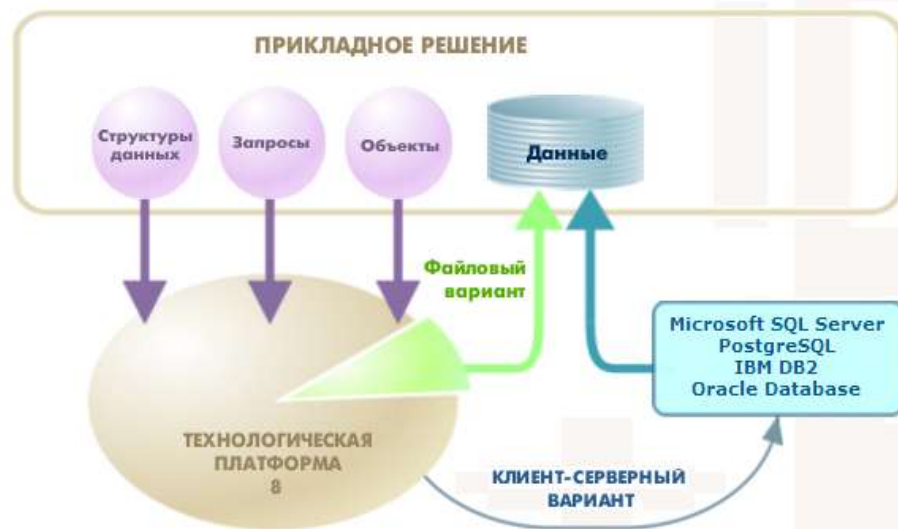 ПРИКЛАДНОЕ РЕШЕНИЕ
Структуры
данных
Запросы
Объекты
Данные
Файловый
вариант
Microsoft SQL Server
PostgreSQL
IBM DB2
Oracle Database
ТЕХНОЛОГИЧЕСКАЯ
ПЛАТФОРМА
8
КЛИЕНТ-СЕРВЕРНЫЙ
ВАРИАНТ